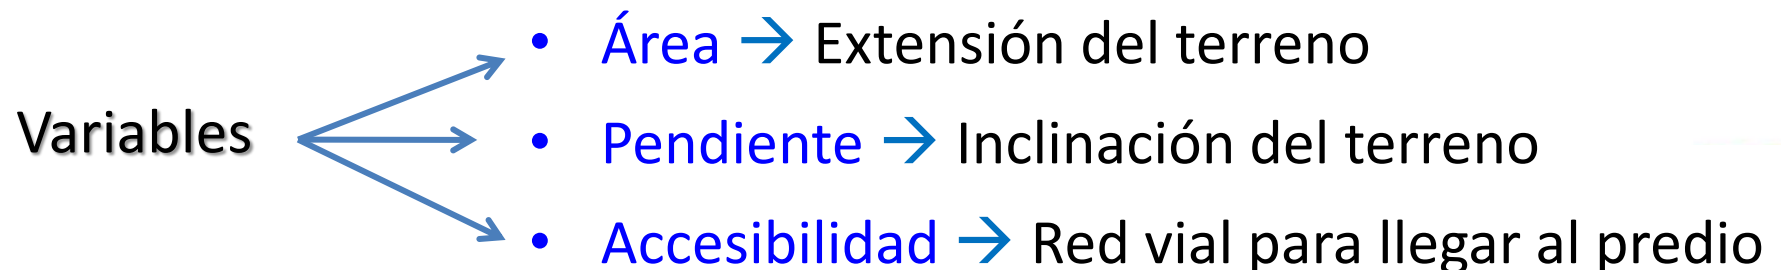 • Área → Extensión del terreno
Variables
• Pendiente → Inclinación del terreno
• Accesibilidad → Red vial para llegar al predio